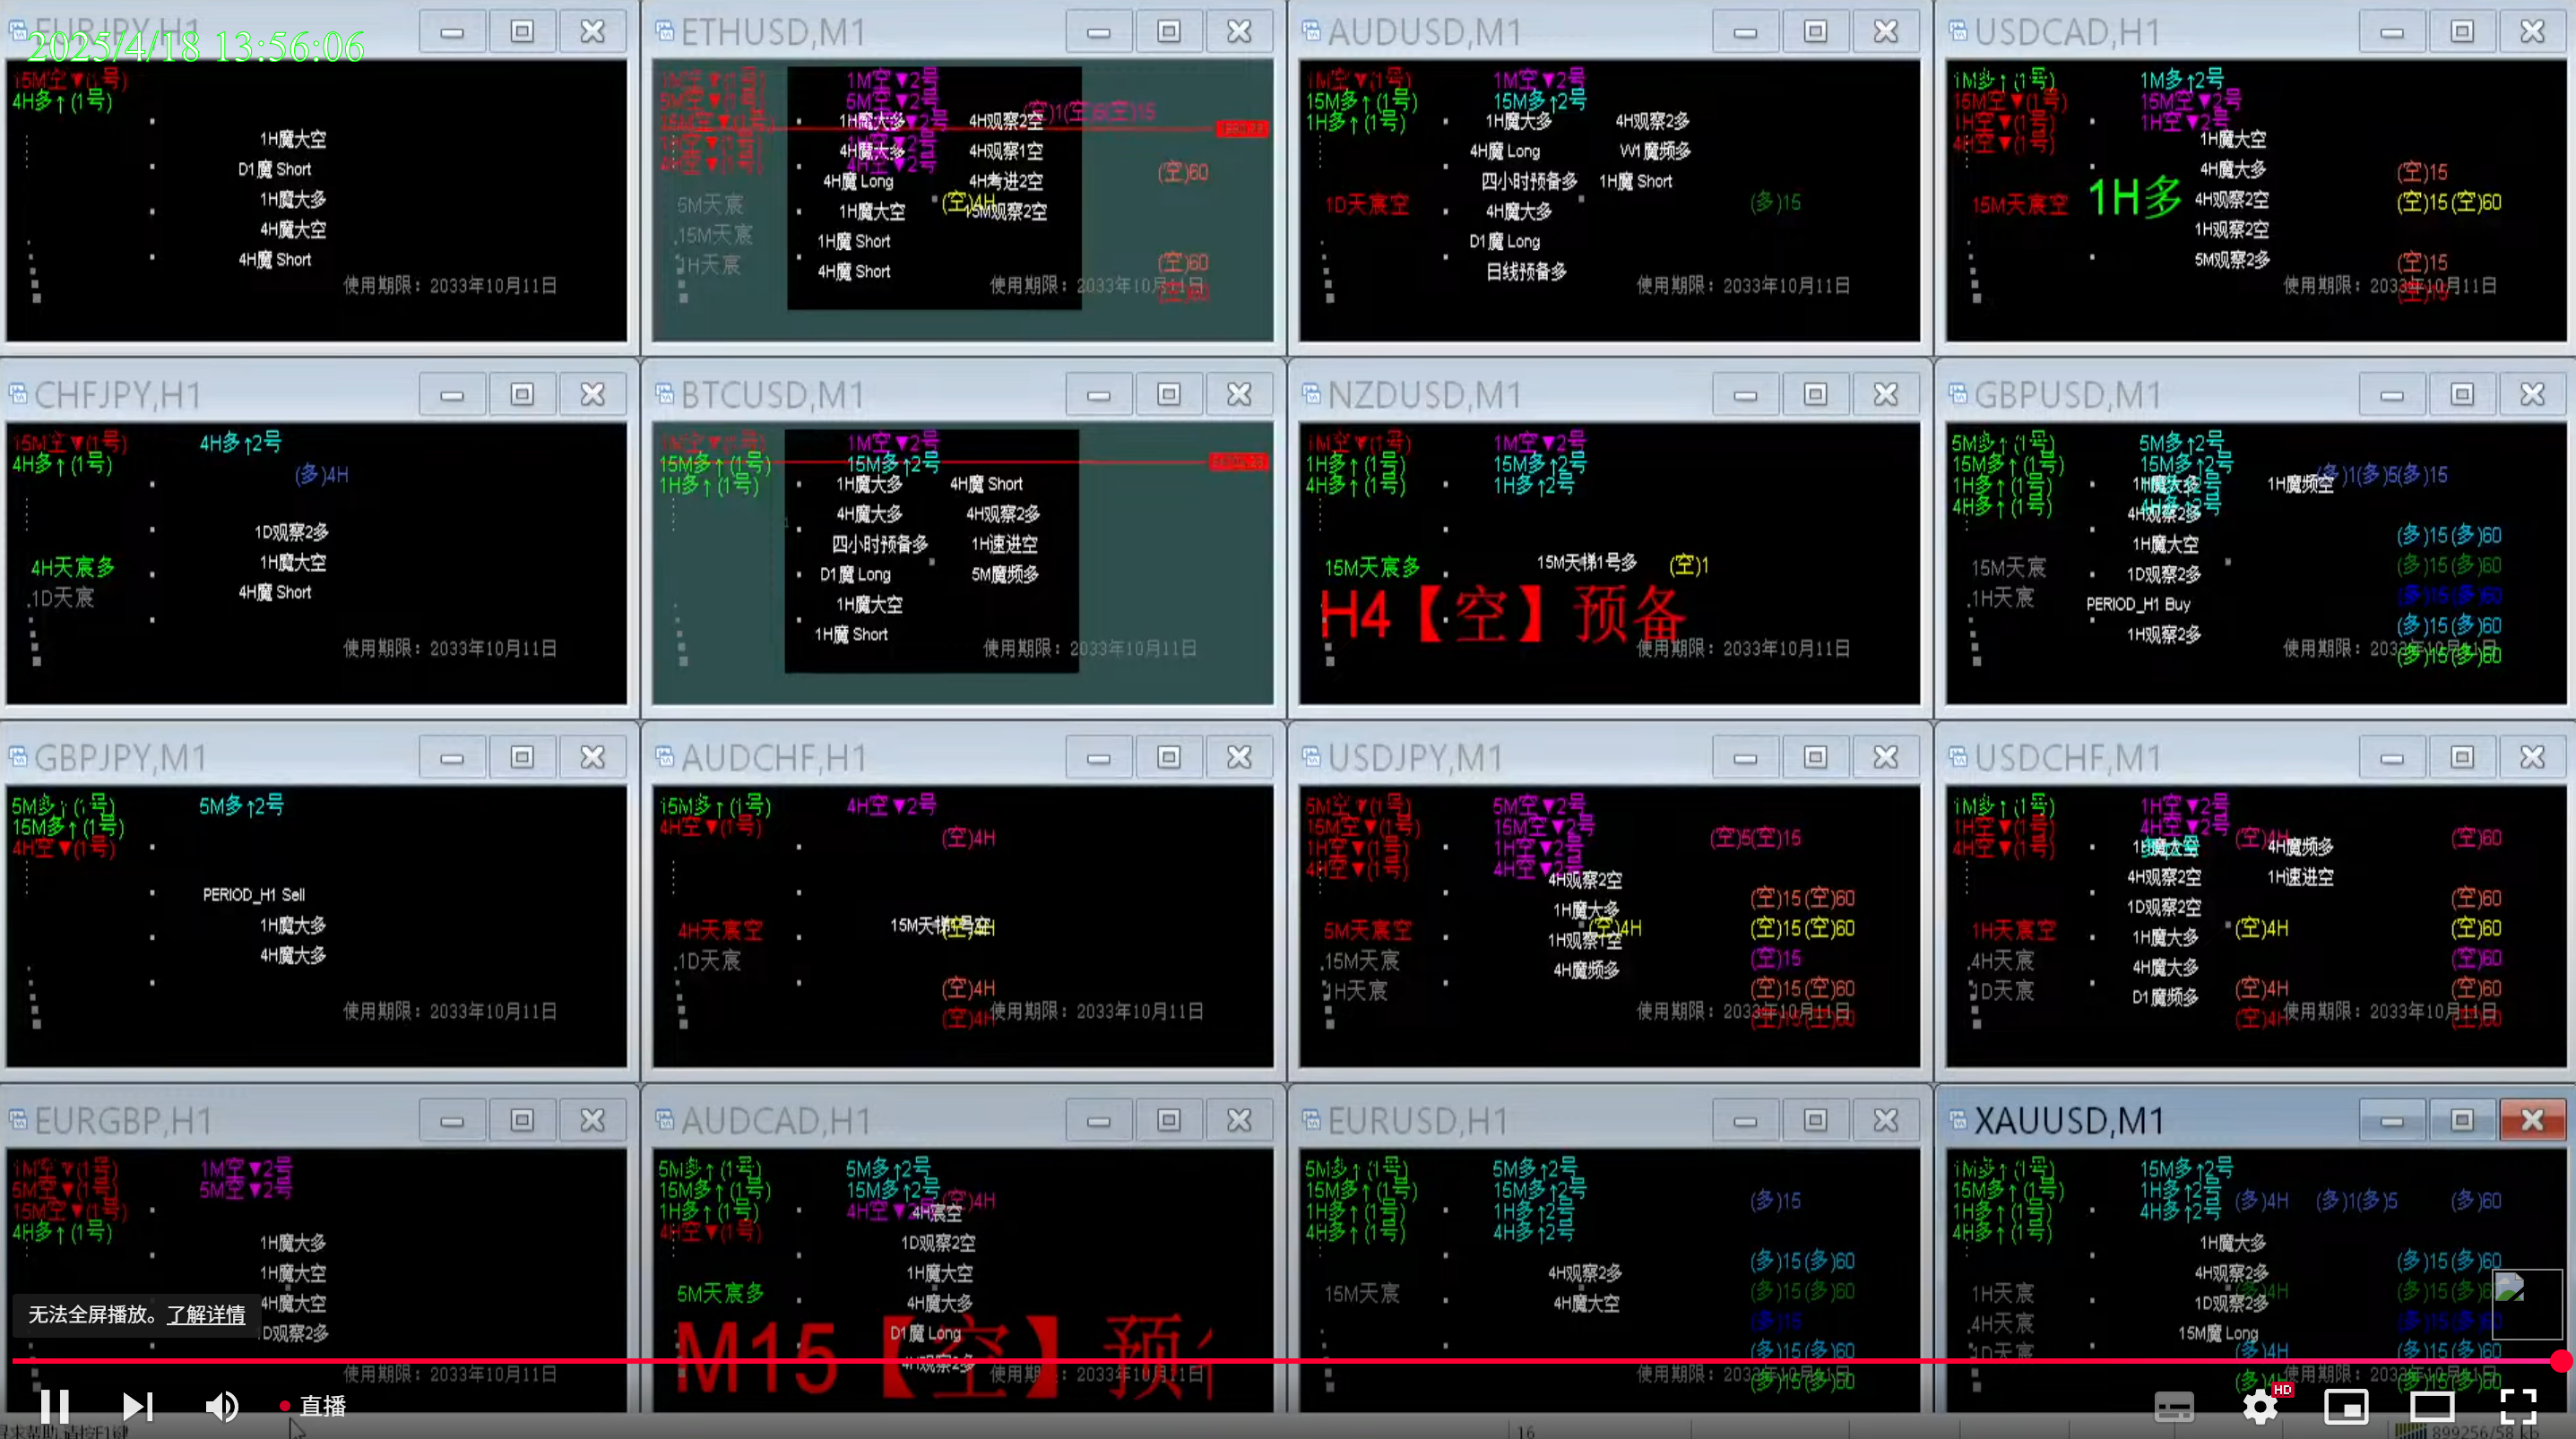 EURJPY,H1
2025/4/18 13:56:06
15M空▼(1号)
4H多↑(1号)
1H魔大空
D1魔 Short
1H魔大多
4H魔大空
4H魔 Short
使用期限：2033年10月11日
ETHUSD,M1
1M空▼(1号)
1M空▼2号
5M空▼(1号)
5M空▼2号
15M空▼(1号)
4H空▼2号
1H魔大多
4H观察2空
4H魔大多
4H观察1空
4H魔 Long
4H考进2空
1H魔大空
15M观察2空
1H魔 Short
4H魔 Short
(空)1(空)5(空)15
(空)60
(空)4H
(空)60
(空)60
5M天宸
15M天宸
1H天宸
使用期限：2033年10月11日
AUDUSD,M1
1M空▼(1号)
1M空▼2号
15M多↑(1号)
15M多↑2号
1H多↑(1号)
1H魔大多
4H观察2多
4H魔 Long
W1魔频多
四小时预备多
1H魔 Short
4H魔大多
D1魔 Long
日线预备多
1D天宸空
(多)15
使用期限：2033年10月11日
USDCAD,H1
1M多↑(1号)
1M多↑2号
15M空▼(1号)
15M空▼2号
1H空▼(1号)
1H空▼2号
4H空▼(1号)
1H魔大空
4H魔大多
4H观察2空
1H观察2空
5M观察2多
15M天宸空
1H多
(空)15
(空)15(空)60
(空)15
(空)15
使用期限：2033年10月11日
CHFJPY,H1
15M空▼(1号)
4H多↑2号
4H多↑(1号)
(多)4H
1D观察2多
1H魔大空
4H魔 Short
4H天宸多
1D天宸
使用期限：2033年10月11日
BTCUSD,M1
1M空▼(1号)
1M空▼2号
15M多↑(1号)
15M多↑2号
1H多↑(1号)
1H魔大多
4H魔 Short
4H魔大多
4H观察2多
四小时预备多
1H速进空
D1魔 Long
5M魔频多
1H魔大空
1H魔 Short
使用期限：2033年10月11日
NZDUSD,M1
1M空▼(1号)
1M空▼2号
1H多↑(1号)
15M多↑2号
4H多↑(1号)
1H多↑2号
15M天宸多
15M天梯1号多
(空)1
H4【空】预备
使用期限：2033年10月11日
GBPUSD,M1
5M多↑(1号)
5M多↑2号
15M多↑(1号)
15M多↑2号
1H多↑(1号)
4H多↑(1号)
4H多↑2号
1H魔大多
1H魔频空
4H观察2多
1H魔大空
1D观察2多
PERIOD_H1 Buy
1H观察2多
15M天宸
1H天宸
(多)1(多)5(多)15
(多)15(多)60
(多)15(多)60
(多)15(多)60
(多)15(多)60
(多)15(多)60
使用期限：2033年10月11日
GBPJPY,M1
5M多↑(1号)
5M多↑2号
15M多↑(1号)
4H空▼(1号)
PERIOD_H1 Sell
1H魔大多
4H魔大多
使用期限：2033年10月11日
AUDCHF,H1
15M多↑(1号)
4H空▼2号
4H空▼(1号)
(空)4H
15M天梯1号空
(空)4H
4H天宸空
1D天宸
(空)4H
(空)4H
使用期限：2033年10月11日
USDJPY,M1
5M空▼(1号)
5M空▼2号
15M空▼(1号)
15M空▼2号
1H空▼(1号)
1H空▼2号
4H空▼(1号)
4H空▼2号
4H观察2空
1H魔大多
1H观察1空
4H魔频多
5M天宸空
15M天宸
1H天宸
(空)5(空)15
(空)15(空)60
(空)4H
(空)15(空)60
(空)15
(空)15(空)60
(空)15(空)60
使用期限：2033年10月11日
USDCHF,M1
1M多↑(1号)
1H空▼2号
1H空▼(1号)
4H空▼2号
4H空▼(1号)
1H魔大空
4H魔频多
4H观察2空
1H速进空
1D观察2空
1H魔大多
4H魔大多
D1魔频多
1H天宸空
4H天宸
1D天宸
(空)4H
(空)60
(空)60
(空)4H
(空)60
(空)60
(空)4H
(空)60
(空)4H
(空)60
使用期限：2033年10月11日
EURGBP,H1
1M空▼(1号)
1M空▼2号
5M空▼(1号)
5M空▼2号
15M空▼(1号)
4H多↑(1号)
1H魔大多
1H魔大空
4H魔大空
1D观察2多
无法全屏播放。了解详情
使用期限：2033年10月11日
AUDCAD,H1
5M多↑(1号)
5M多↑2号
15M多↑(1号)
15M多↑2号
1H多↑(1号)
4H空▼2号
4H空▼(1号)
(空)4H
4H宸空
1D观察2空
1H魔大空
4H魔大多
D1魔 Long
4H观察2多
5M天宸多
M15【空】预
使用期限：2033年10月11日
EURUSD,H1
5M多↑(1号)
5M多↑2号
15M多↑(1号)
15M多↑2号
1H多↑(1号)
1H多↑2号
4H多↑(1号)
4H多↑2号
4H观察2多
4H魔大空
15M天宸
(多)15
(多)15(多)60
(多)15(多)60
(多)15
(多)15(多)60
(多)15(多)60
使用期限：2033年10月11日
XAUUSD,M1
1M多↑(1号)
15M多↑2号
15M多↑(1号)
1H多↑2号
1H多↑(1号)
4H多↑2号
4H多↑(1号)
(多)4H
(多)1(多)5
(多)60
1H魔大多
4H观察2多
1D观察2多
15M魔 Long
1H天宸
4H天宸
1D天宸
(多)15(多)60
(多)4H
(多)15(多)6
(多)15(多)6
(多)4H
(多)15(多)60
(多)4H
使用期限：2033年10月11日
直播
HD
16
899256/58 kb